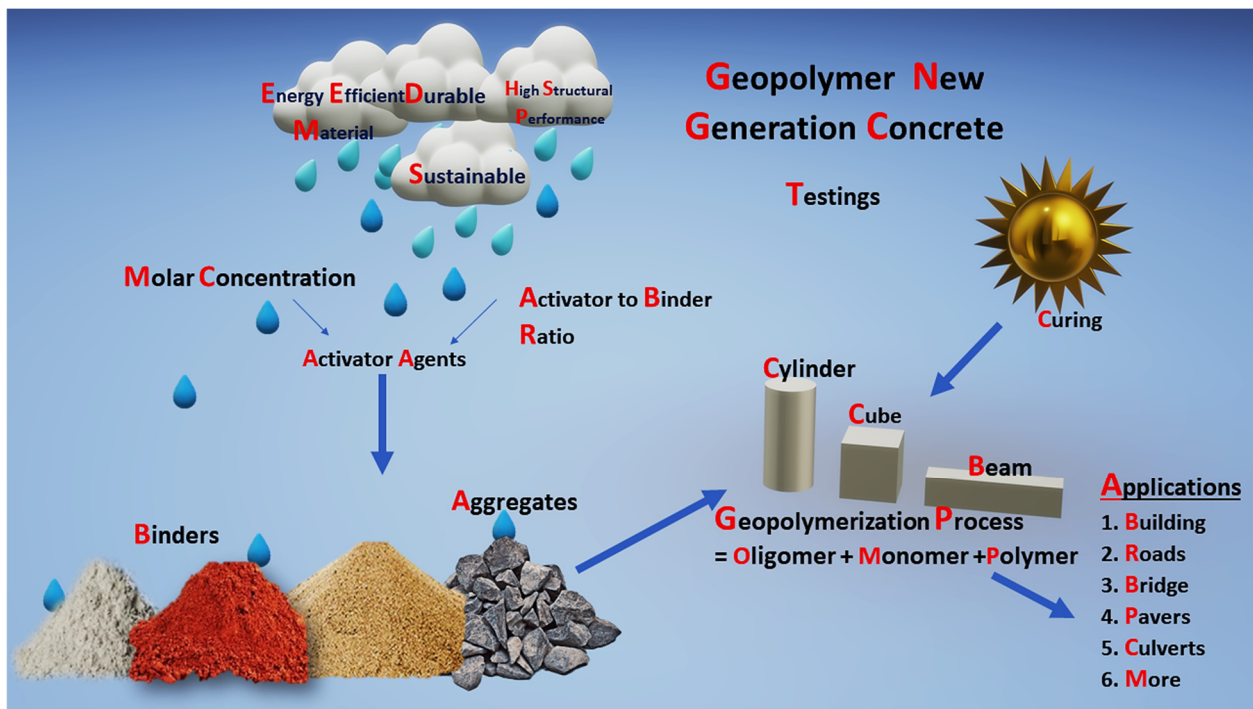 Geopolymer New
Generation Concrete
Energy Efficient
Material
Durable
High Structural
Performance
Sustainable
Testings
Molar Concentration
Activator to Binder
Ratio
Activator Agents
Curing
Cylinder
Cube
Beam
Binders
Aggregates
Geopolymerization Process
= Oligomer + Monomer +Polymer
Applications
1. Building
2. Roads
3. Bridge
4. Pavers
5. Culverts
6. More